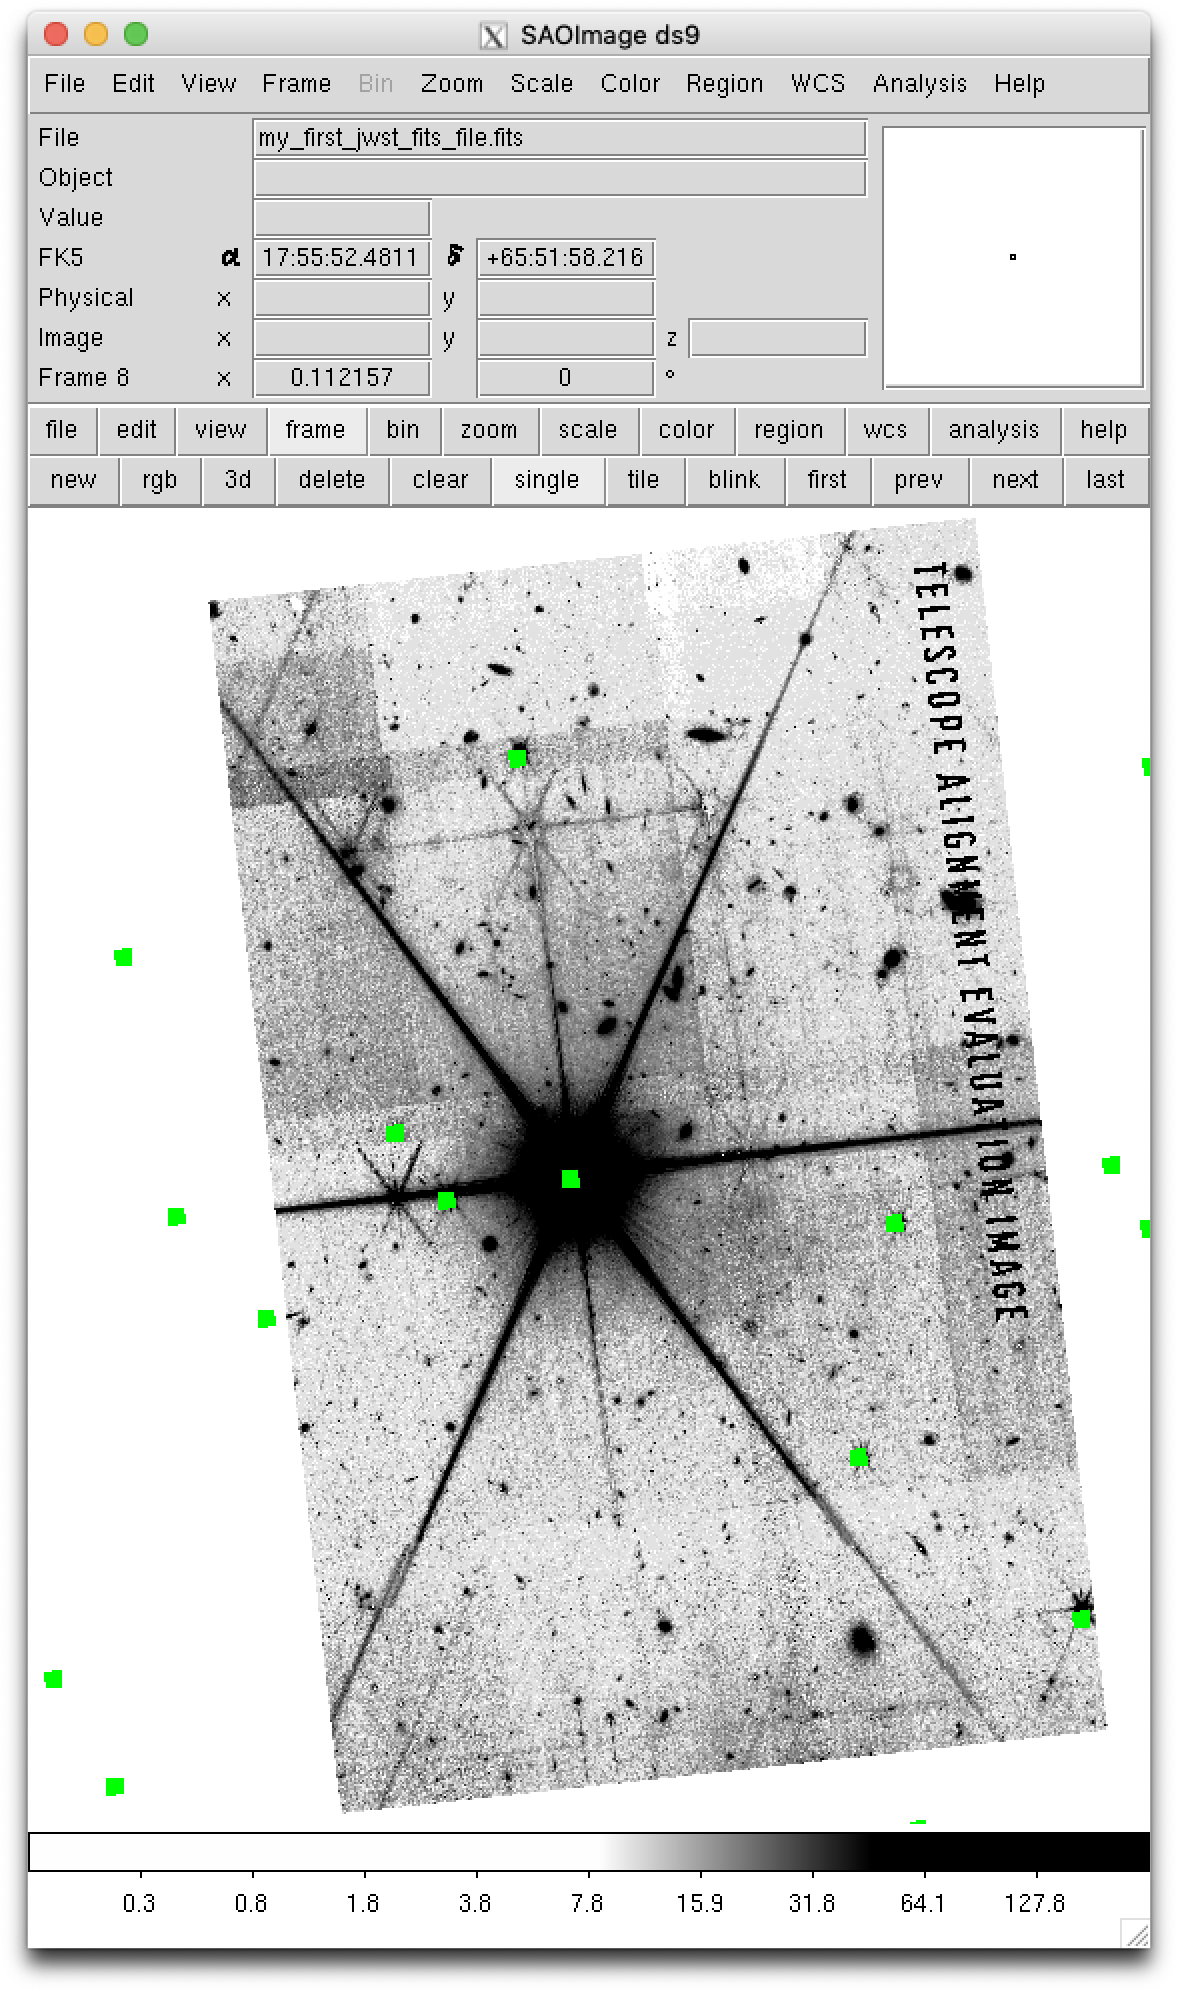 SAOImage ds9
File Edit View Frame Bin Zoom Scale Color Region WCS Analysis Help
File my_first_jwst_fits_file.fits
Object
Value
FK5 α 17:55:52.4811 δ +65:51:58.216
Physical x y
Image x y z
Frame 8 x 0.112157 0 °
file edit view frame bin zoom scale color region wcs analysis help
new rgb 3d delete clear single tile blink first prev next last
TELESCOPE ALIGNMENT EVALUATION IMAGE
0.3 0.8 1.8 3.8 7.8 15.9 31.8 64.1 127.8